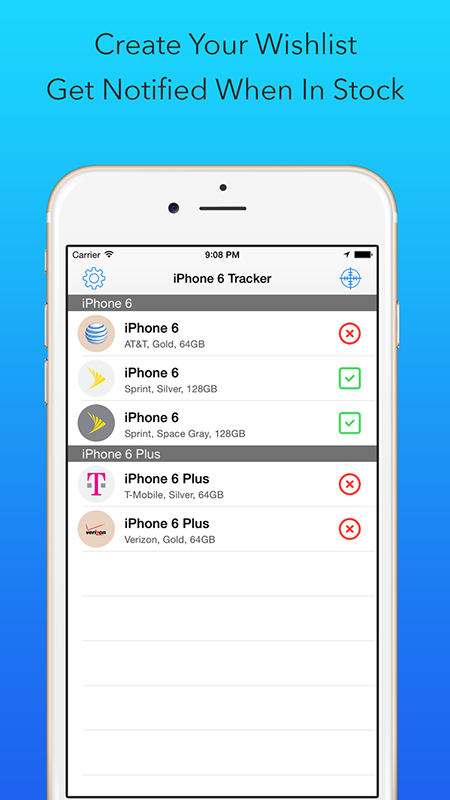 Create Your Wishlist
Get Notified When In Stock
Carrier 9:08 PM
iPhone 6 Tracker
iPhone 6
iPhone 6
AT&T, Gold, 64GB
iPhone 6
Sprint, Silver, 128GB
iPhone 6
Sprint, Space Gray, 128GB
iPhone 6 Plus
T
iPhone 6 Plus
T-Mobile, Silver, 64GB
verizon
iPhone 6 Plus
Verizon, Gold, 64GB